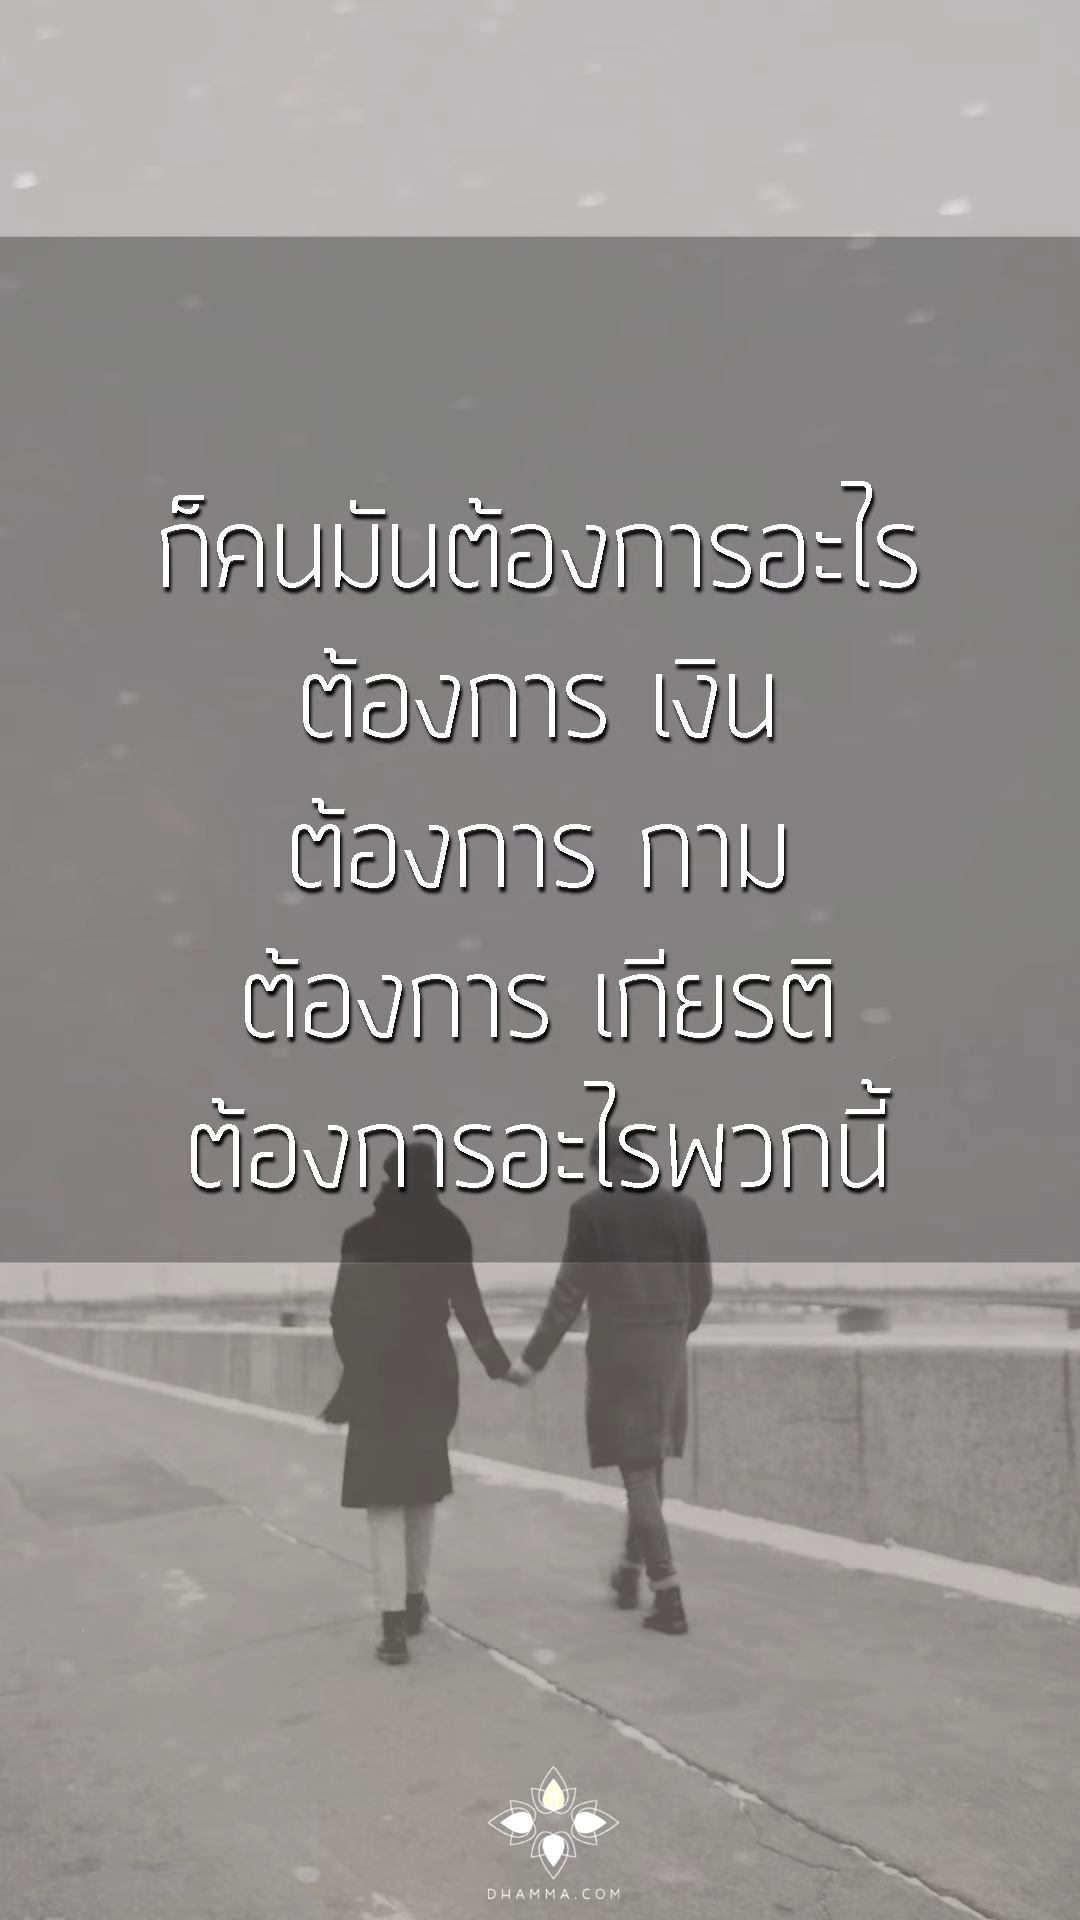 ก็คนมันต้องการอะไร
ต้องการ เงิน
ต้องการ กาม
ต้องการ เกียรติ
ต้องการอะไรพวกนี้
DHAMMA.COM